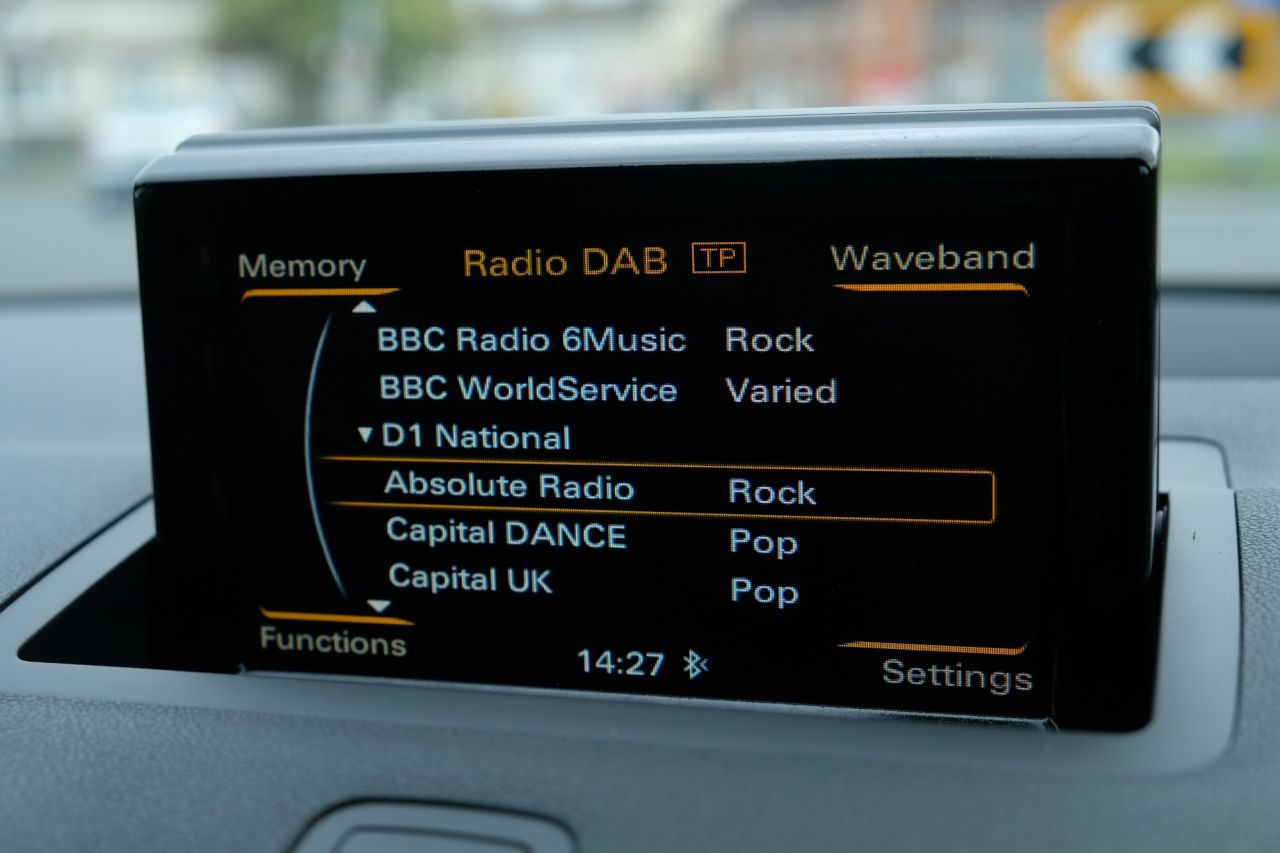 Memory Radio DAB TP Waveband
BBC Radio 6Music Rock
BBC WorldService Varied
▼ D1 National
Absolute Radio Rock
Capital DANCE Pop
Capital UK Pop
Functions 14:27 Settings